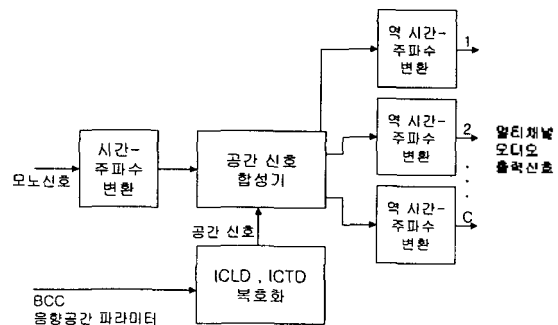 역 시간-
주파수
변환
1
역 시간-
주파수
변환
2
멀티채널
오디오
출력신호
시간-
주파수
변환
모노신호
공간 신호
합성기
역 시간-
주파수
변환
C
공간 신호
ICLD , ICTD
복호화
BCC
음향공간 파라미터